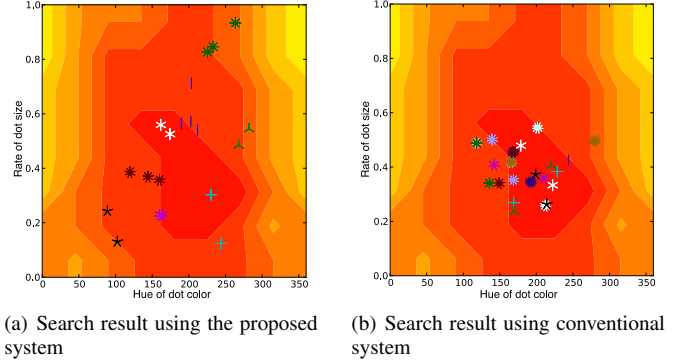 1.0
0.8
0.6
0.4
0.2
0.0
Rate of dot size
0 50 100 150 200 250 300 350
Hue of dot color
(a) Search result using the proposed
system
1.0
0.8
0.6
0.4
0.2
0.0
Rate of dot size
0 50 100 150 200 250 300 350
Hue of dot color
(b) Search result using conventional
system